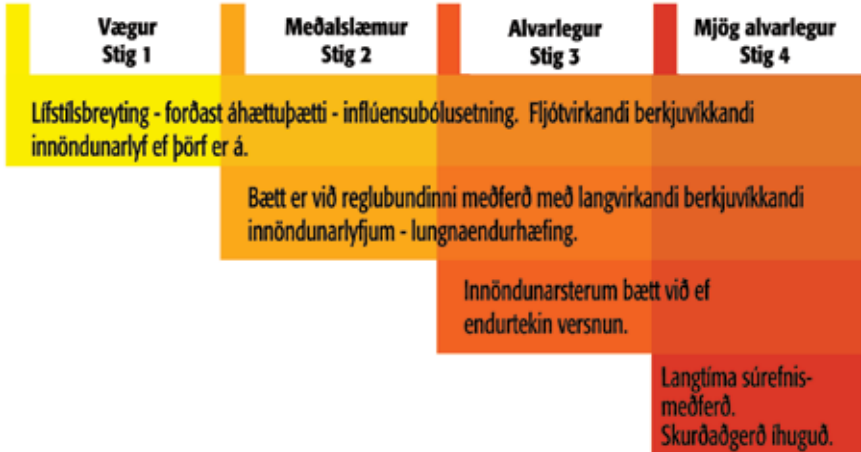 Vægur
Stig 1
Meðalslæmur
Stig 2
Alvarlegur
Stig 3
Mjög alvarlegur
Stig 4
Lífstílsbreyting - forðast áhættuþætti - inflúensubólusetning. Fljótvirkandi berkjuvíkkandi
innöndunarlyf ef þörf er á.
Bætt er við reglubundinni meðferð með langvirkandi berkjuvíkkandi
innöndunarlyfjum - lungnaendurhæfing.
Innöndunarsterum bætt við ef
endurtekin versnun.
Langtíma súrefnis-
meðferð.
Skurðaðgerð íhuguð.